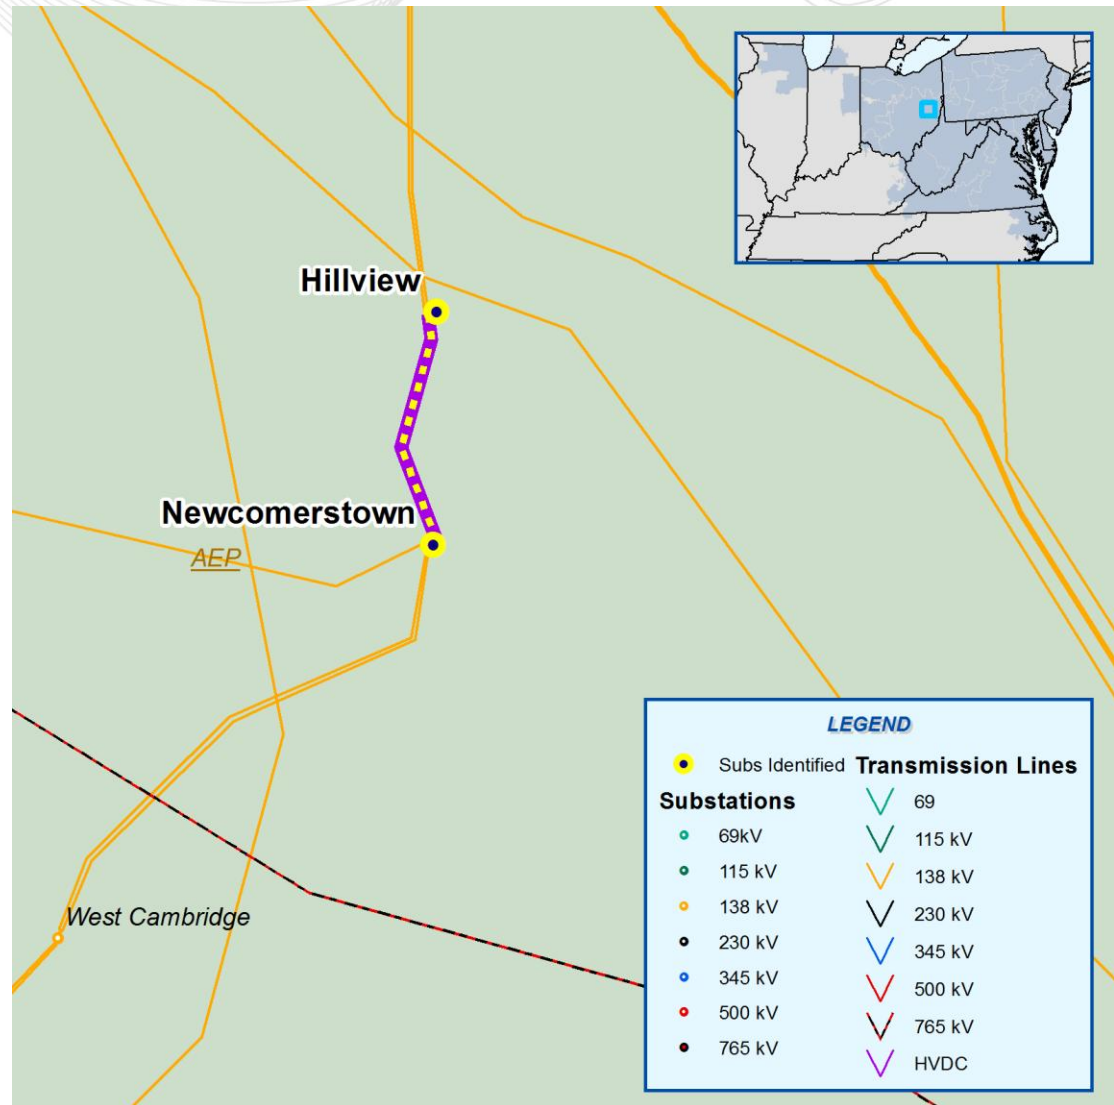 Hillview
Newcomerstown
AEP
West Cambridge
LEGEND
Subs Identified
Substations
69kV
115 kV
138 kV
230 kV
345 kV
500 kV
765 kV
Transmission Lines
69
115 kV
138 kV
230 kV
345 kV
500 kV
765 kV
HVDC